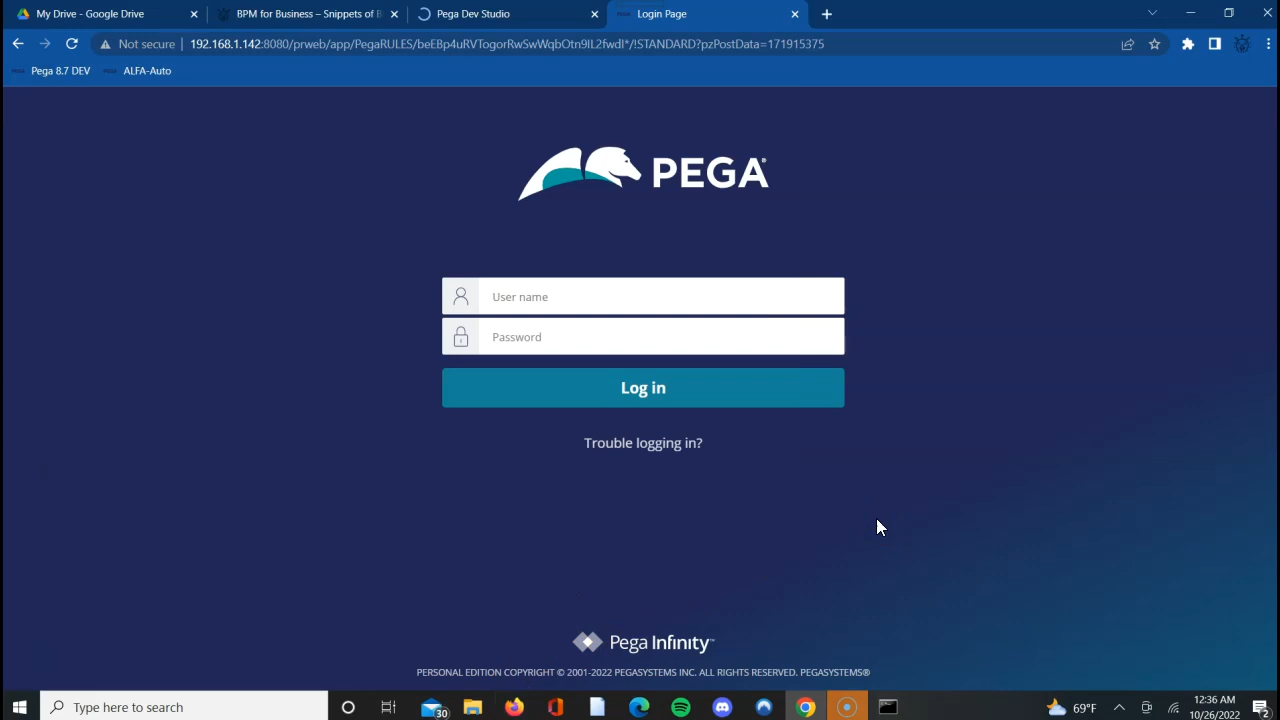 My Drive - Google Drive
BPM for Business – Snippets of B
Pega Dev Studio
Login Page
Not secure
192.168.1.142:8080/prweb/app/PegaRULES/beEBp4uRVTogorRwSwWqbOtn9IL2fwdI*/!STANDARD?pzPostData=171915375
Pega 8.7 DEV
ALFA-Auto
PEGA®
User name
Password
Log in
Trouble logging in?
Pega Infinity™
PERSONAL EDITION COPYRIGHT © 2001-2022 PEGASYSTEMS INC. ALL RIGHTS RESERVED. PEGASYSTEMS®
Type here to search
30
69°F
12:36 AM
10/26/2022
2